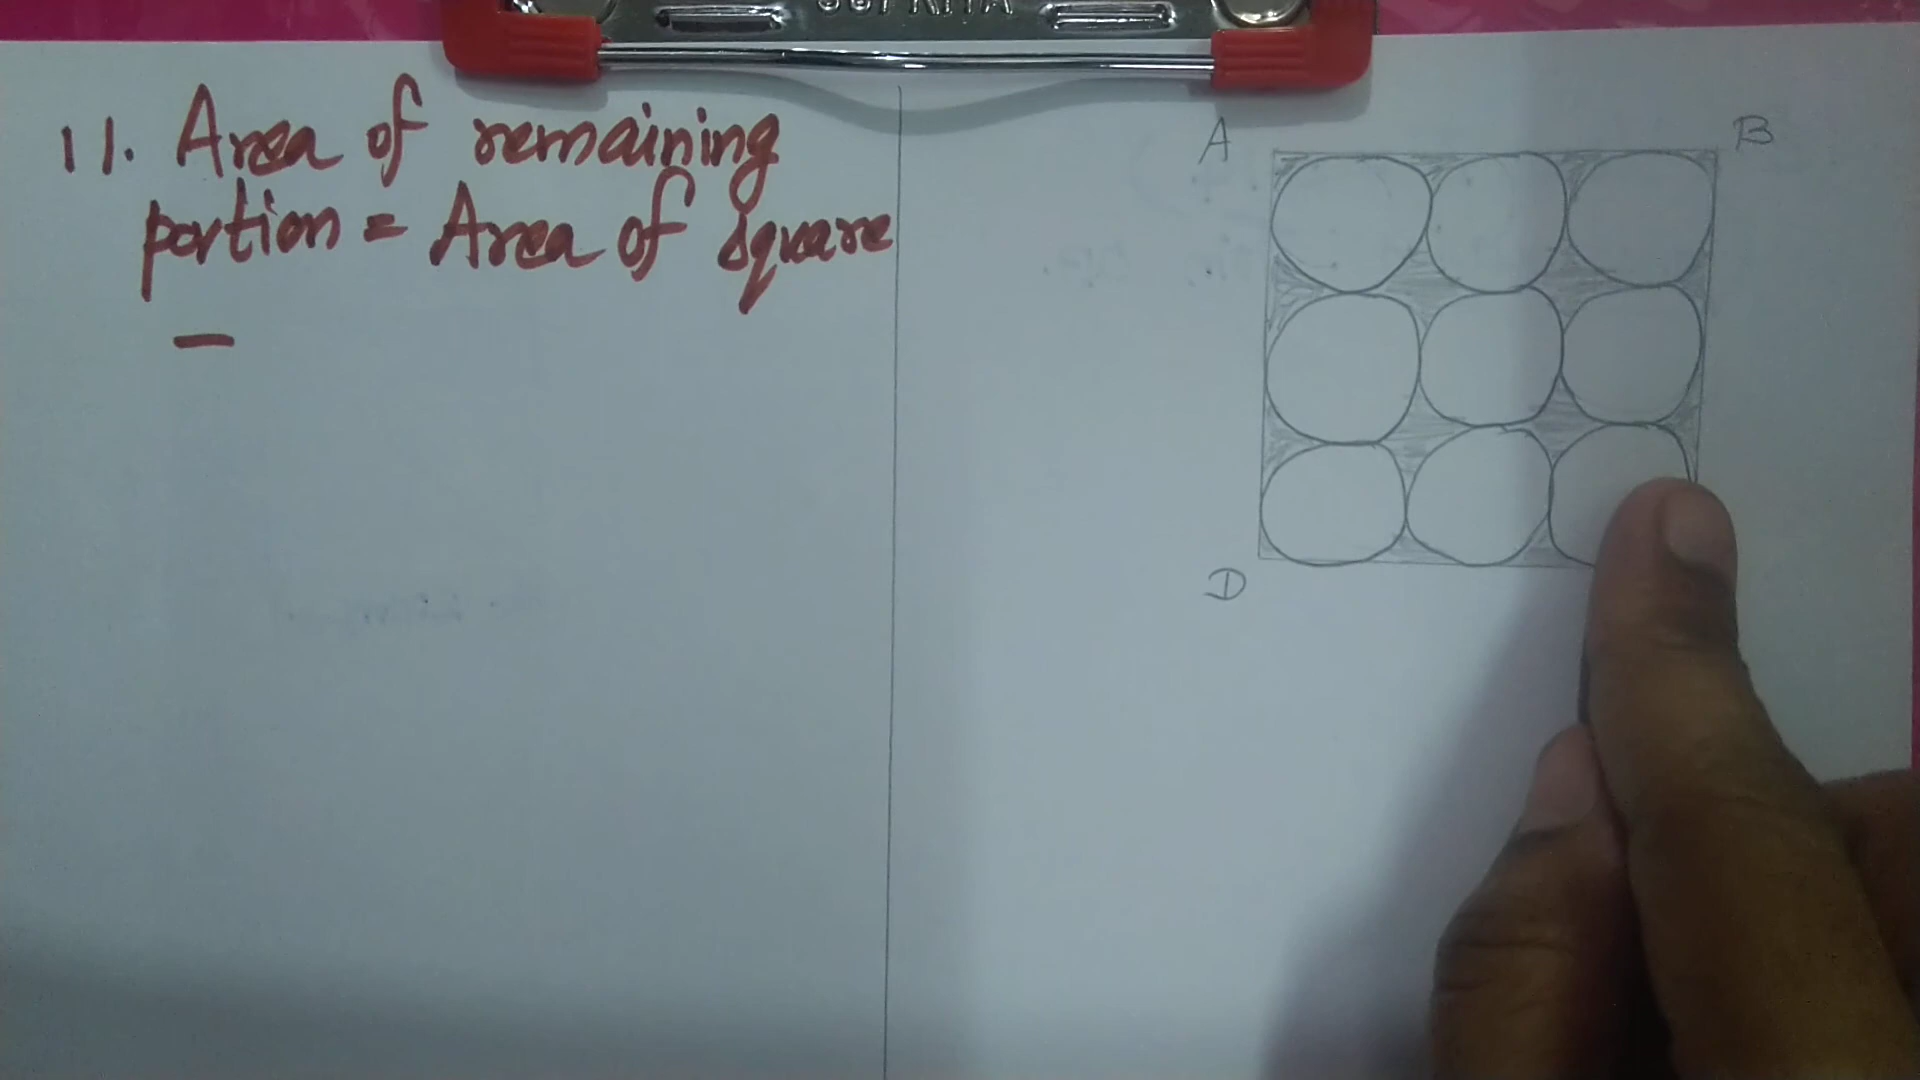 11. Area of remaining
portion = Area of square
-
A
B
D